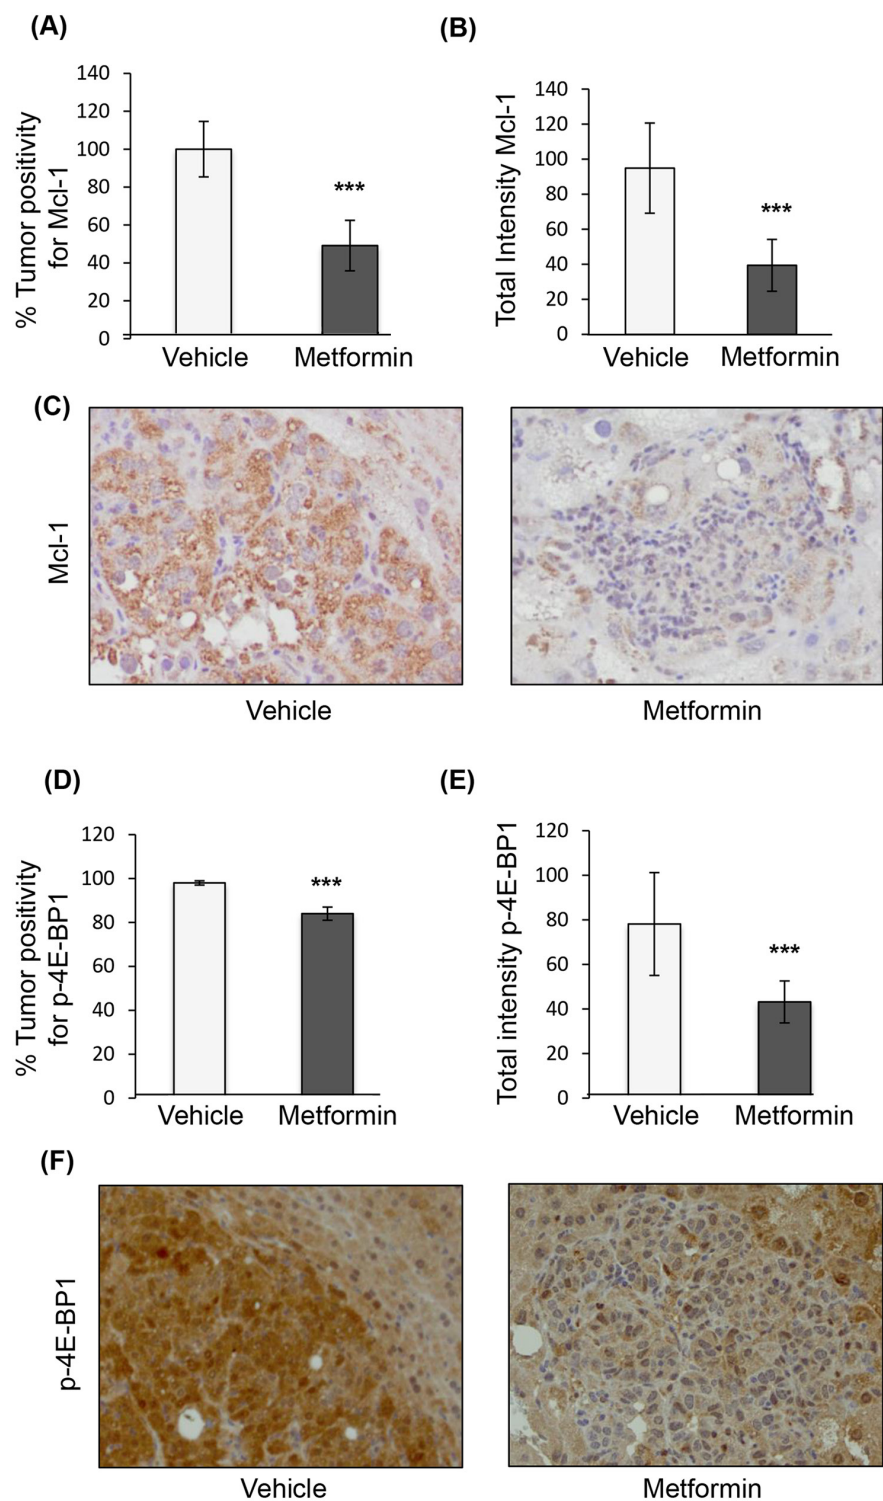 (A)
% Tumor positivity
for Mcl-1
140
120
100
80
60
40
20
0
***
Vehicle
Metformin
(B)
Total Intensity Mcl-1
140
120
100
80
60
40
20
0
***
Vehicle
Metformin
(C)
Mcl-1
Vehicle
Metformin
(D)
% Tumor positivity
for p-4E-BP1
120
100
80
60
40
20
0
***
Vehicle
Metformin
(E)
Total intensity p-4E-BP1
120
100
80
60
40
20
0
***
Vehicle
Metformin
(F)
p-4E-BP1
Vehicle
Metformin